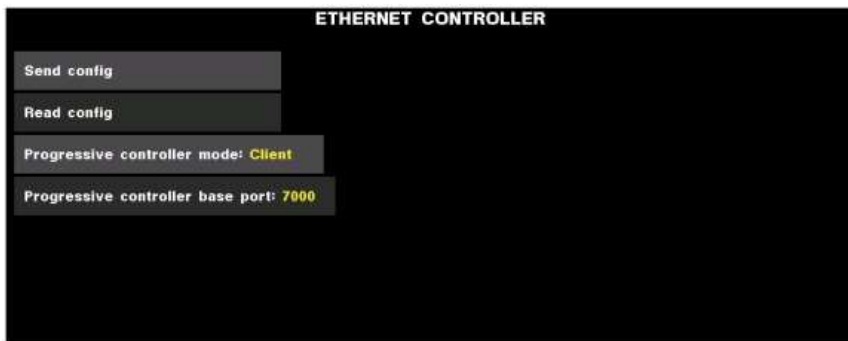 ETHERNET CONTROLLER
Send config
Read config
Progressive controller mode: Client
Progressive controller base port: 7000